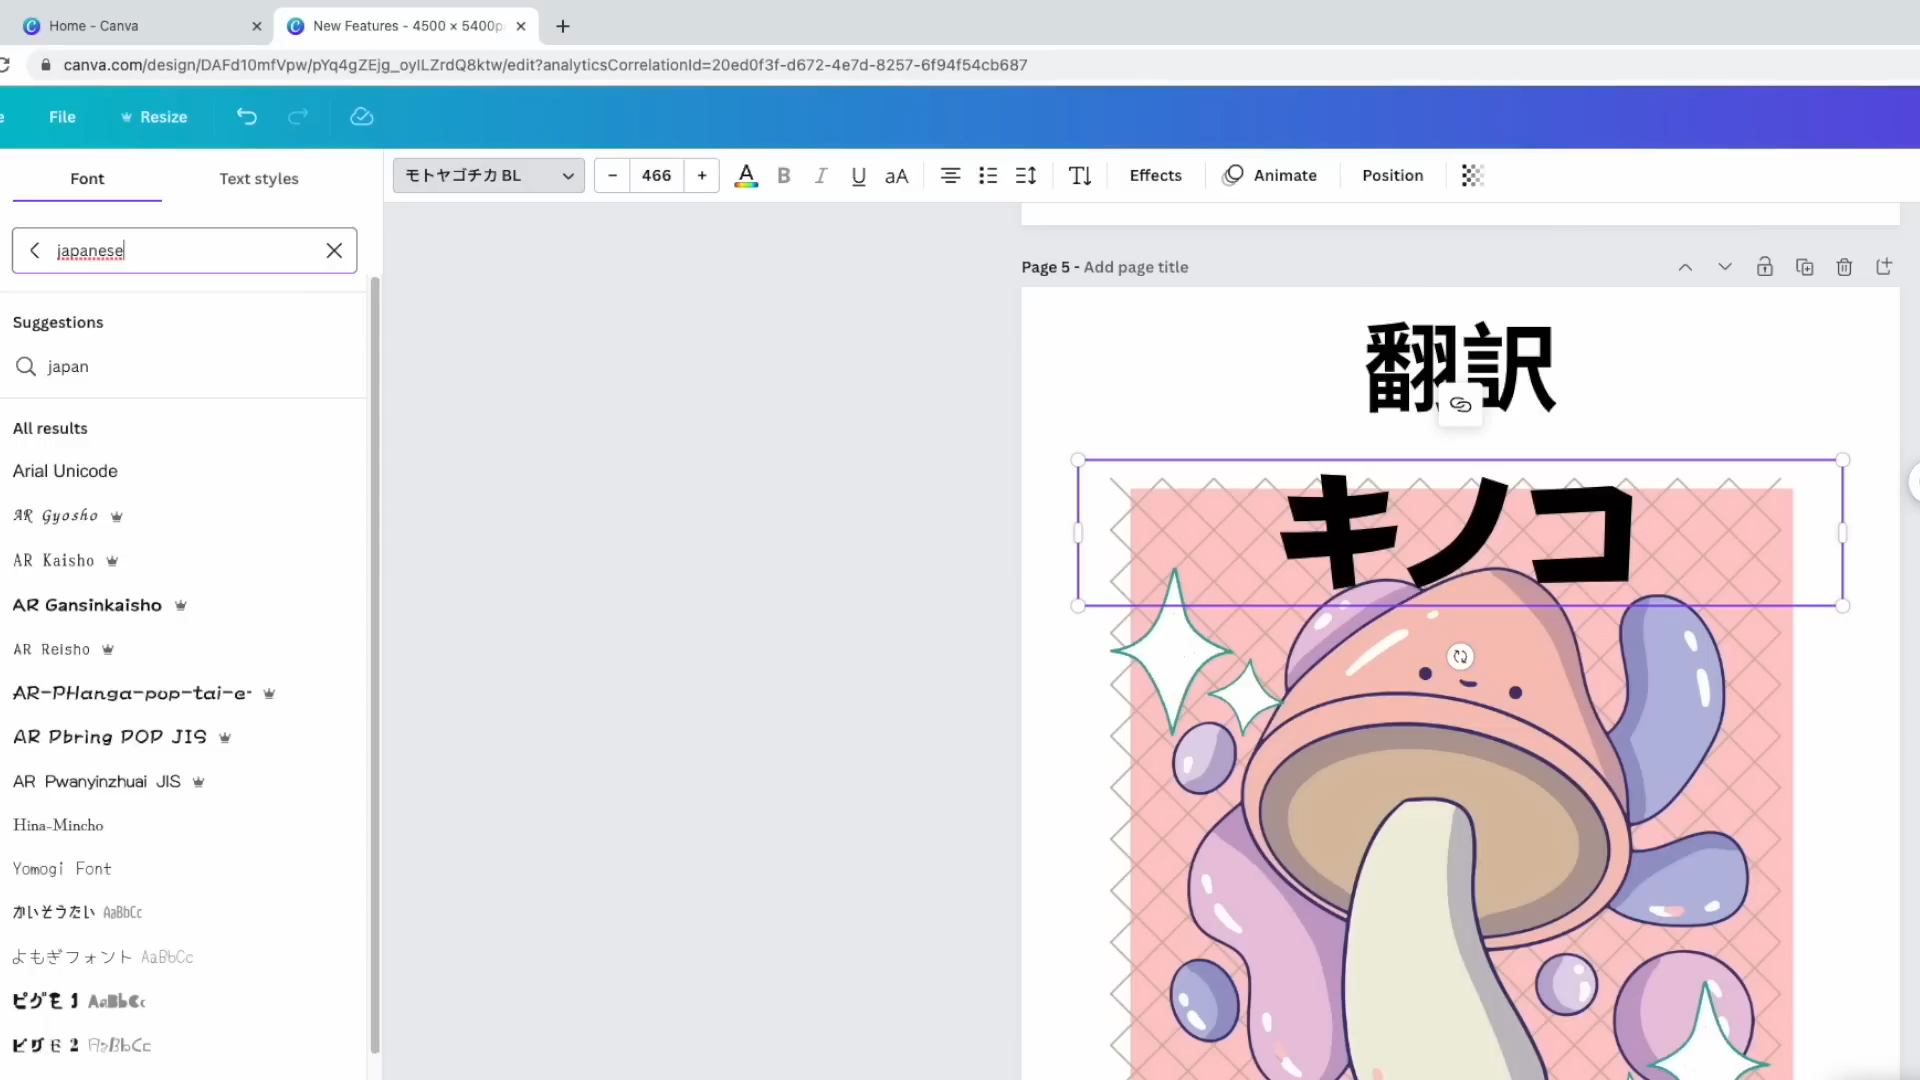 Home - Canva
New Features - 4500 × 5400p
canva.com/design/DAFd10mfVpw/pYq4gZEjg_oyILZrdQ8ktw/edit?analyticsCorrelationId=20ed0f3f-d672-4e7d-8257-6f94f54cb687
File
Resize
Font
Text styles
モトヤゴチカ BL
466
A
B
I
U
aA
Effects
Animate
Position
japanese
Suggestions
japan
All results
Arial Unicode
AR Gyosho
AR Kaisho
AR Gansinkaisho
AR Reisho
AR-PHanga-pop-tai-e-
AR Pbring POP JIS
AR Pwanyinzhuai JIS
Hina-Mincho
Yomogi Font
かいそうたい AaBbCc
よもぎフォント AaBbCc
ピグモ 1 AaBbCc
ピグモ 2 AaBbCc
Page 5 - Add page title
翻訳
キノコ